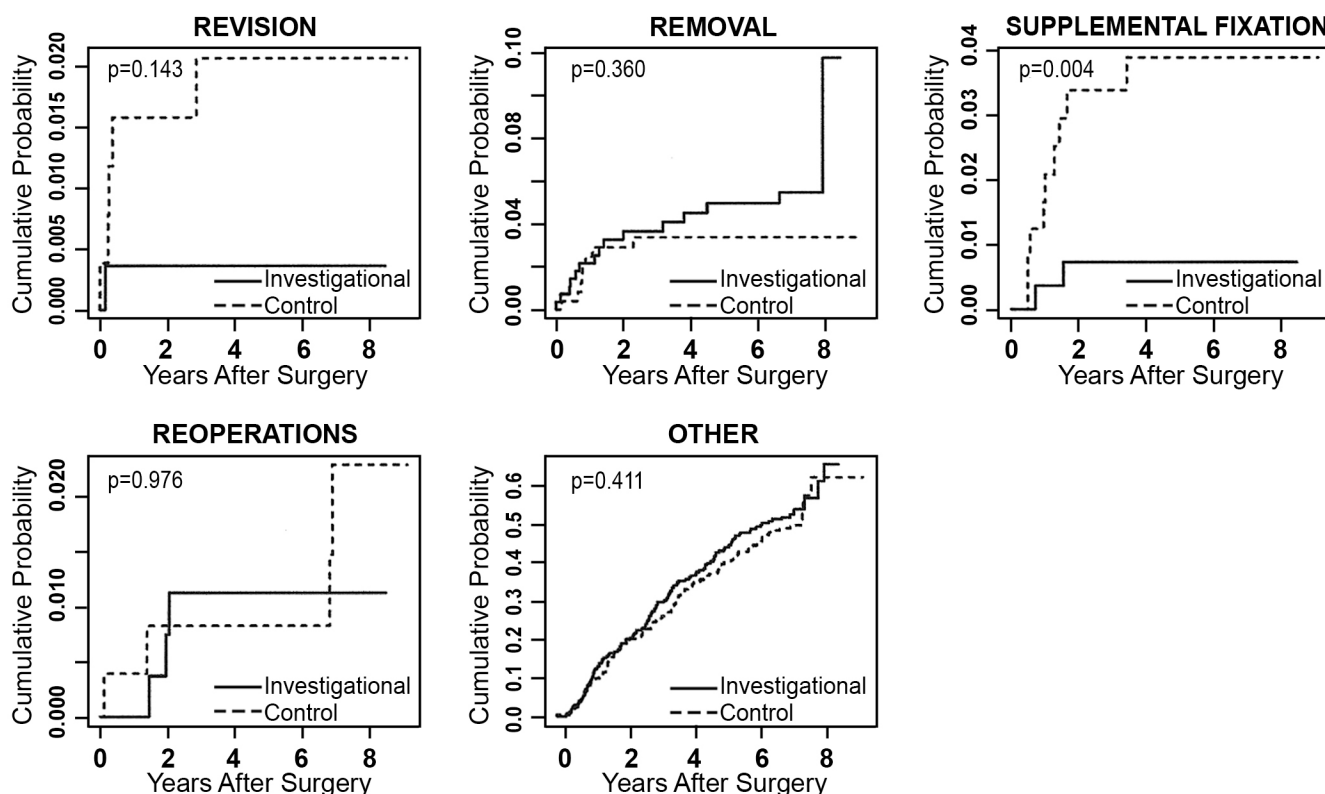 REVISION
p=0.143
Cumulative Probability
0.020
0.015
0.010
0.005
0.000
Investigational
Control
0 2 4 6 8
Years After Surgery
REMOVAL
p=0.360
Cumulative Probability
0.10
0.08
0.04
0.00
Investigational
Control
0 2 4 6 8
Years After Surgery
SUPPLEMENTAL FIXATION
p=0.004
Cumulative Probability
0.04
0.03
0.02
0.01
0.00
Investigational
Control
0 2 4 6 8
Years After Surgery
REOPERATIONS
p=0.976
Cumulative Probability
0.020
0.010
0.000
Investigational
Control
0 2 4 6 8
Years After Surgery
OTHER
p=0.411
Cumulative Probability
0.6
0.5
0.4
0.3
0.2
0.1
0.0
Investigational
Control
0 2 4 6 8
Years After Surgery